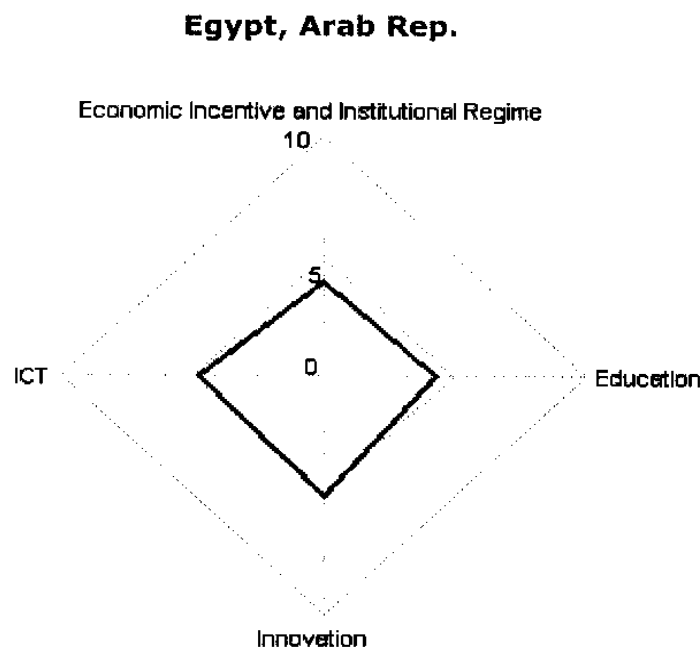 Egypt, Arab Rep.
Economic Incentive and Institutional Regime
10
5
0
ICT
Education
Innovation